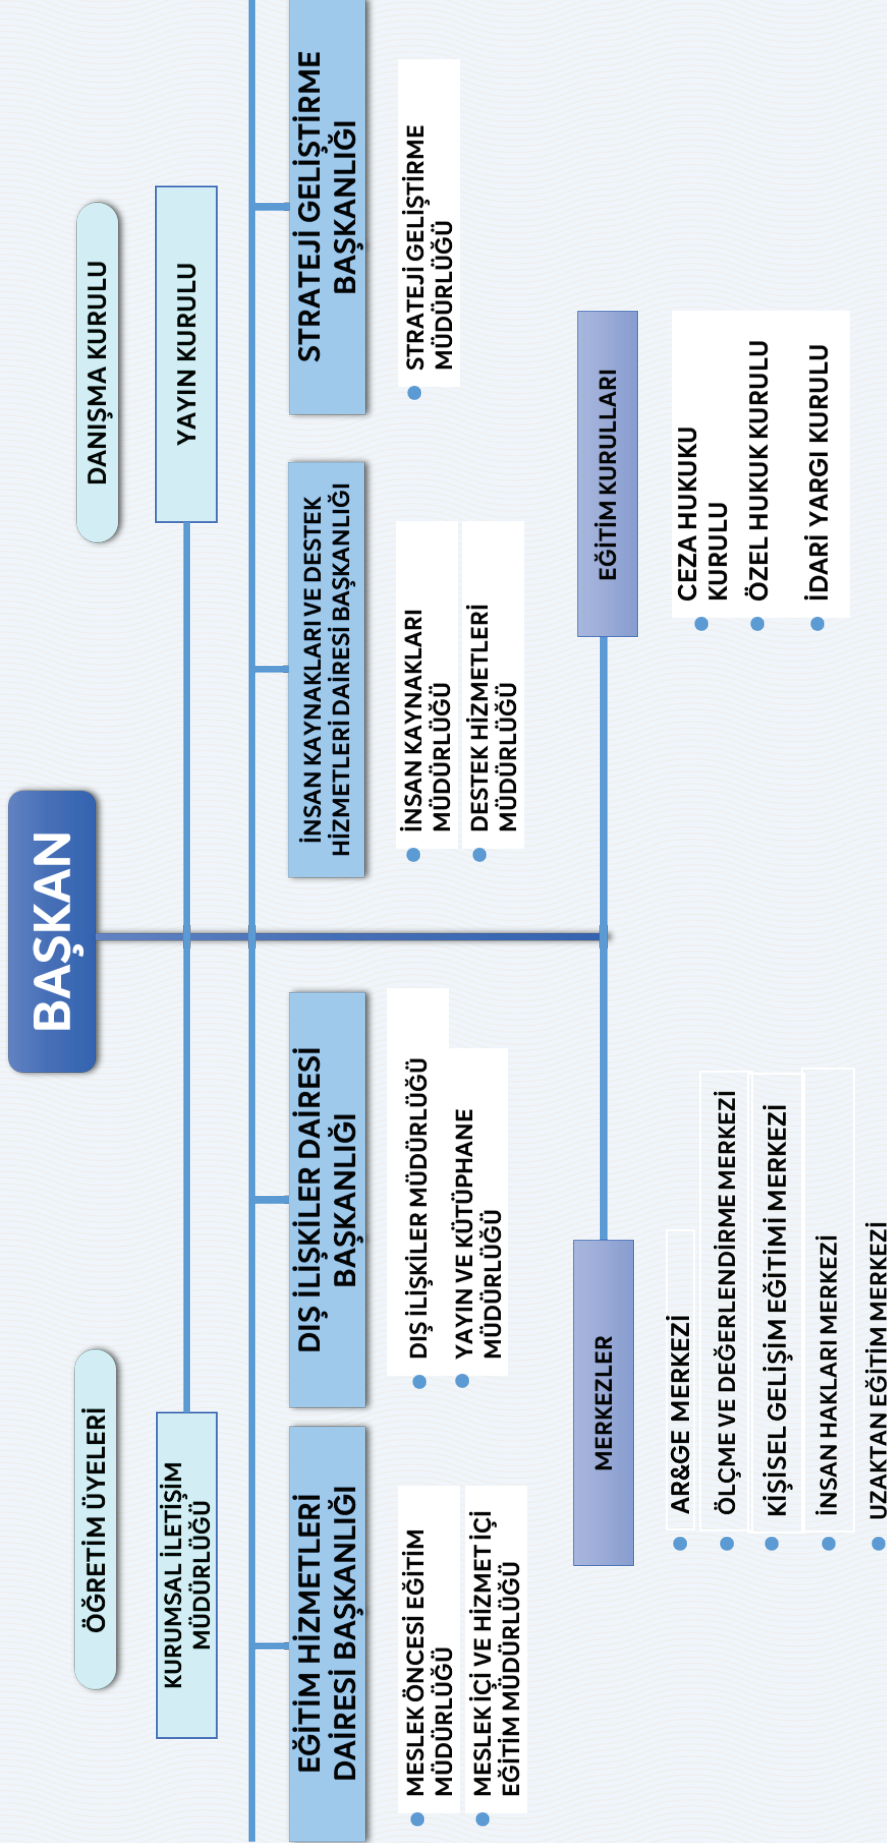 BAŞKAN
ÖĞRETİM ÜYELERİ
DANIŞMA KURULU
KURUMSAL İLETİŞİM
MÜDÜRLÜĞÜ
YAYIN KURULU
EĞİTİM HİZMETLERİ
DAİRESİ BAŞKANLIĞI
MESLEK ÖNCESİ EĞİTİM
MÜDÜRLÜĞÜ
MESLEK İÇİ VE HİZMET İÇİ
EĞİTİM MÜDÜRLÜĞÜ
DIŞ İLİŞKİLER DAİRESİ
BAŞKANLIĞI
DIŞ İLİŞKİLER MÜDÜRLÜĞÜ
YAYIN VE KÜTÜPHANE
MÜDÜRLÜĞÜ
İNSAN KAYNAKLARI VE DESTEK
HİZMETLERİ DAİRESİ BAŞKANLIĞI
İNSAN KAYNAKLARI
MÜDÜRLÜĞÜ
DESTEK HİZMETLERİ
MÜDÜRLÜĞÜ
STRATEJİ GELİŞTİRME
BAŞKANLIĞI
STRATEJİ GELİŞTİRME
MÜDÜRLÜĞÜ
MERKEZLER
AR&GE MERKEZİ
ÖLÇME VE DEĞERLENDİRME MERKEZİ
KİŞİSEL GELİŞİM EĞİTİMİ MERKEZİ
İNSAN HAKLARI MERKEZİ
UZAKTAN EĞİTİM MERKEZİ
EĞİTİM KURULLARI
CEZA HUKUKU
KURULU
ÖZEL HUKUK KURULU
İDARİ YARGI KURULU